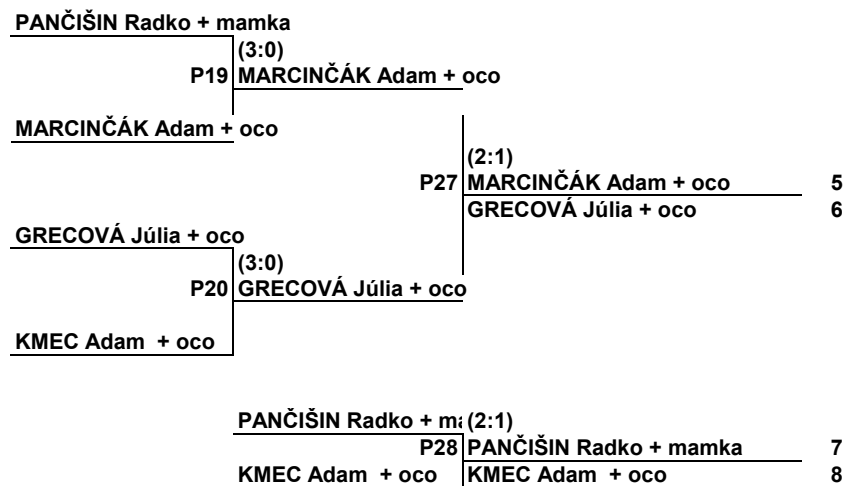 PANČIŠIN Radko + mamka
(3:0)
P19 MARCINČÁK Adam + oco
MARCINČÁK Adam + oco
(2:1)
P27 MARCINČÁK Adam + oco 5
GRECOVÁ Júlia + oco 6
GRECOVÁ Júlia + oco
(3:0)
P20 GRECOVÁ Júlia + oco
KMEC Adam + oco
PANČIŠIN Radko + ma (2:1)
P28 PANČIŠIN Radko + mamka 7
KMEC Adam + oco KMEC Adam + oco 8